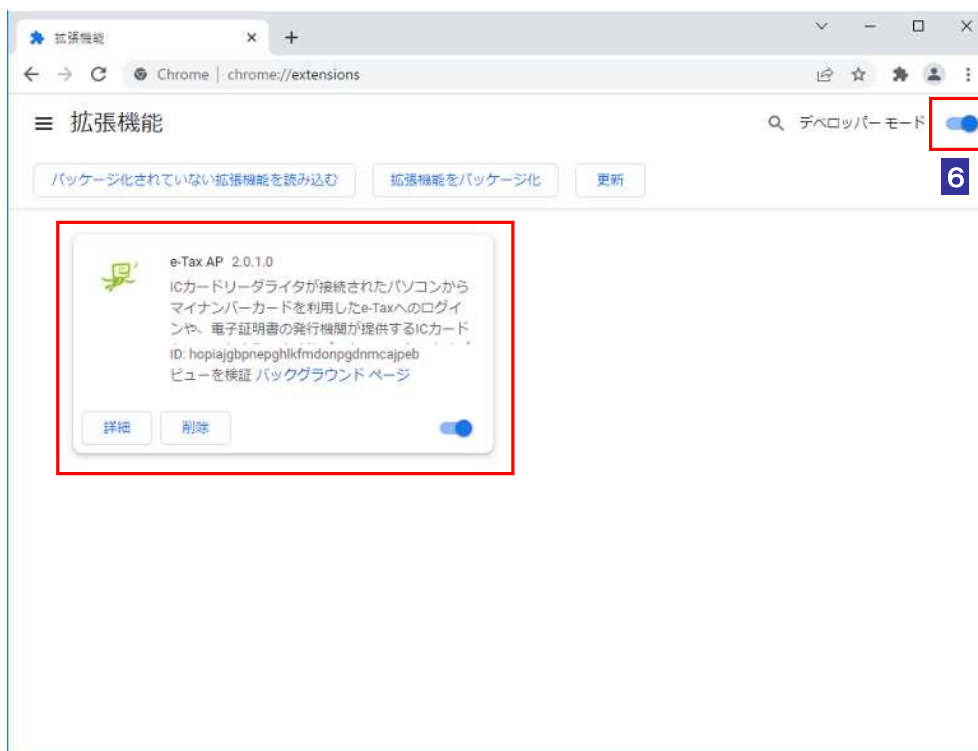 拡張機能
Chrome | chrome://extensions
拡張機能
デベロッパー モード
パッケージ化されていない拡張機能を読み込む
拡張機能をパッケージ化
更新
6
e-Tax AP 2.0.1.0
ICカードリーダライタが接続されたパソコンから
マイナンバーカードを利用したe-Taxへのログイ
ンや、電子証明書の発行機関が提供するICカード
ID: hopiajgbpnepghlkfmdonpgdnmcajpeb
ビューを検証 バックグラウンド ページ
詳細
削除